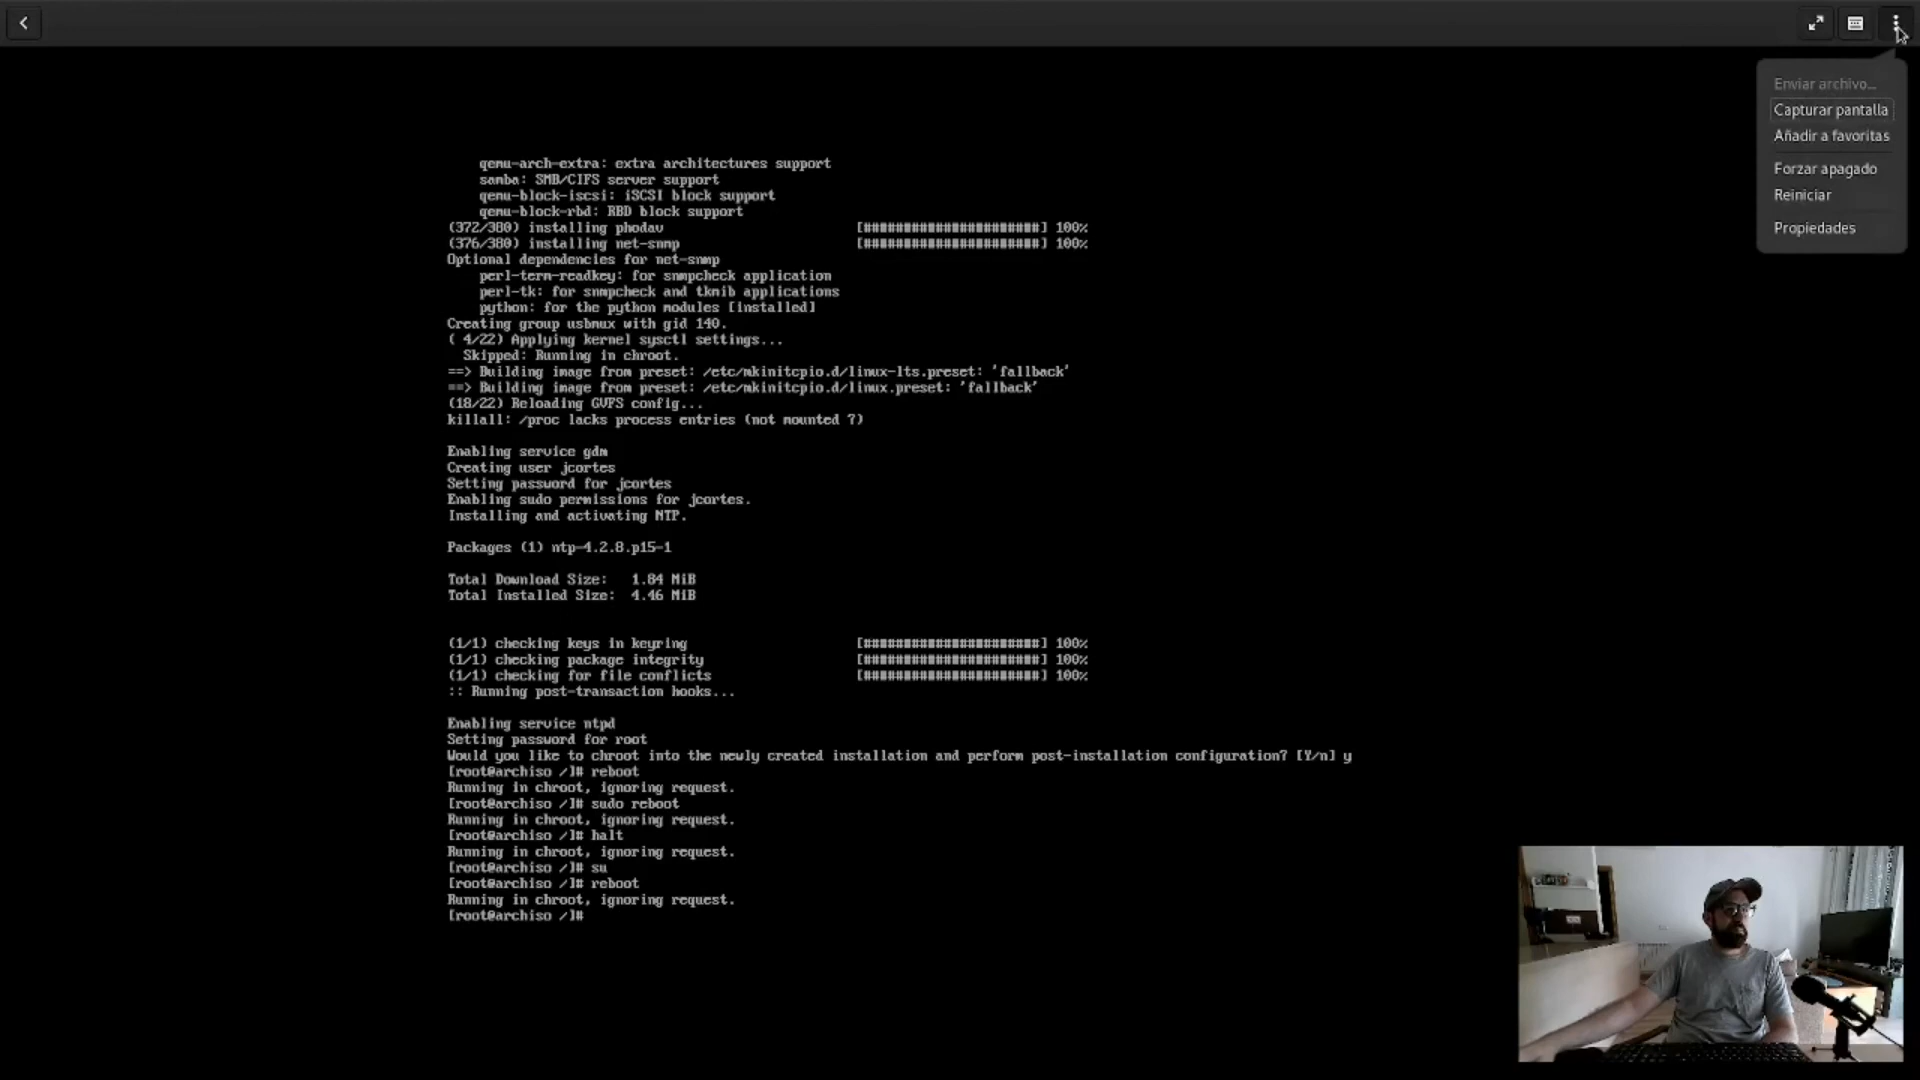 Enviar archivo...
Capturar pantalla
Añadir a favoritas
Forzar apagado
Reiniciar
Propiedades
qemu-arch-extra: extra architectures support
samba: SMB/CIFS server support
qemu-block-iscsi: iSCSI block support
qemu-block-rbd: RBD block support
(372/380) installing phodav [######################] 100%
(376/380) installing net-snmp [######################] 100%
Optional dependencies for net-snmp
perl-term-readkey: for snmpcheck application
perl-tk: for snmpcheck and tkmib applications
python: for the python modules [installed]
Creating group usbmux with gid 140.
( 4/22) Applying kernel sysctl settings...
Skipped: Running in chroot.
==> Building image from preset: /etc/mkinitcpio.d/linux-lts.preset: 'fallback'
==> Building image from preset: /etc/mkinitcpio.d/linux.preset: 'fallback'
(18/22) Reloading GVFS config...
killall: /proc lacks process entries (not mounted ?)
Enabling service gdm
Creating user jcortes
Setting password for jcortes
Enabling sudo permissions for jcortes.
Installing and activating NTP.
Packages (1) ntp-4.2.8.p15-1
Total Download Size: 1.84 MiB
Total Installed Size: 4.46 MiB
(1/1) checking keys in keyring [######################] 100%
(1/1) checking package integrity [######################] 100%
(1/1) checking for file conflicts [######################] 100%
:: Running post-transaction hooks...
Enabling service ntpd
Setting password for root
Would you like to chroot into the newly created installation and perform post-installation configuration? [Y/n] y
[root@archiso /]# reboot
Running in chroot, ignoring request.
[root@archiso /]# sudo reboot
Running in chroot, ignoring request.
[root@archiso /]# halt
Running in chroot, ignoring request.
[root@archiso /]# su
[root@archiso /]# reboot
Running in chroot, ignoring request.
[root@archiso /]#